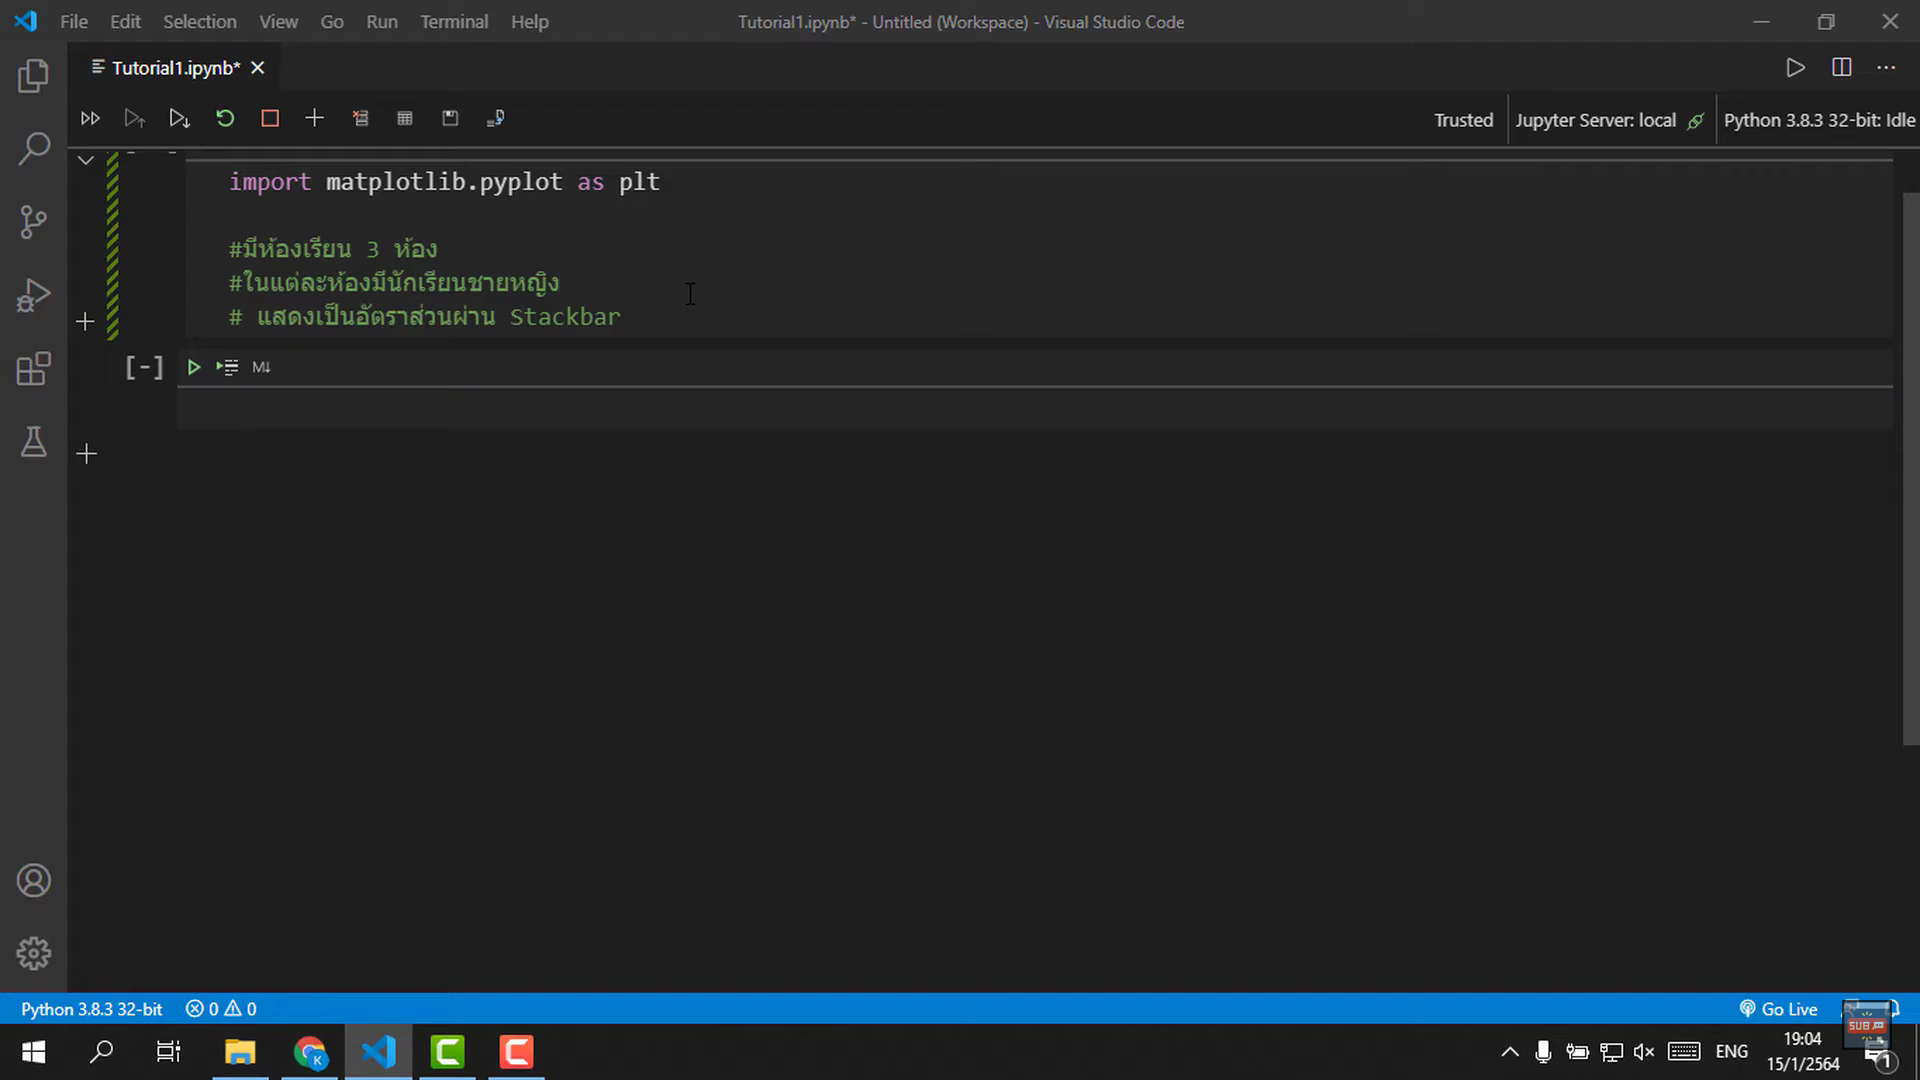 File Edit Selection View Go Run Terminal Help
Tutorial1.ipynb* - Untitled (Workspace) - Visual Studio Code
Tutorial1.ipynb*
Trusted
Jupyter Server: local
Python 3.8.3 32-bit: Idle
import matplotlib.pyplot as plt
#มีห้องเรียน 3 ห้อง
#ในแต่ละห้องมีนักเรียนชายหญิง
# แสดงเป็นอัตราส่วนผ่าน Stackbar
[-]
M↓
Python 3.8.3 32-bit
0 0
Go Live
SUB
K
ENG
19:04
15/1/2564
1